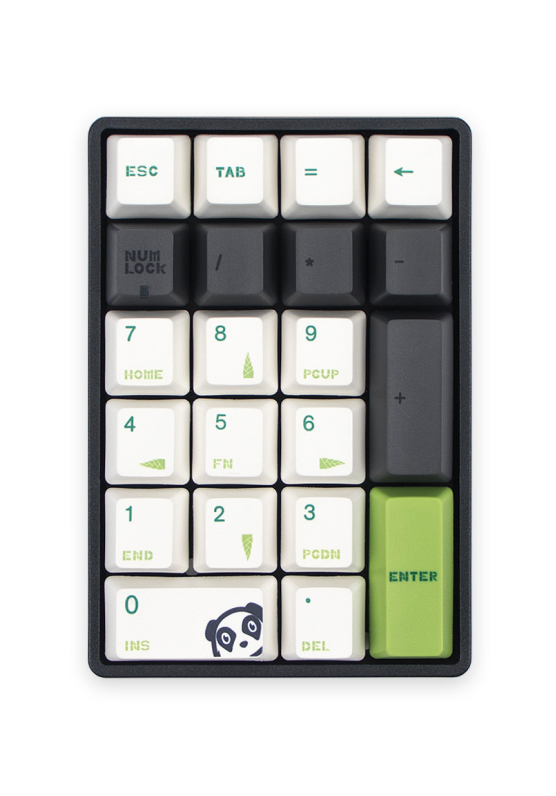 ESC
TAB
=
←
NUM
LOCK
/
*
-
7
HOME
8
9
PGUP
+
4
5
FN
6
1
END
2
3
PGDN
ENTER
0
INS
.
DEL